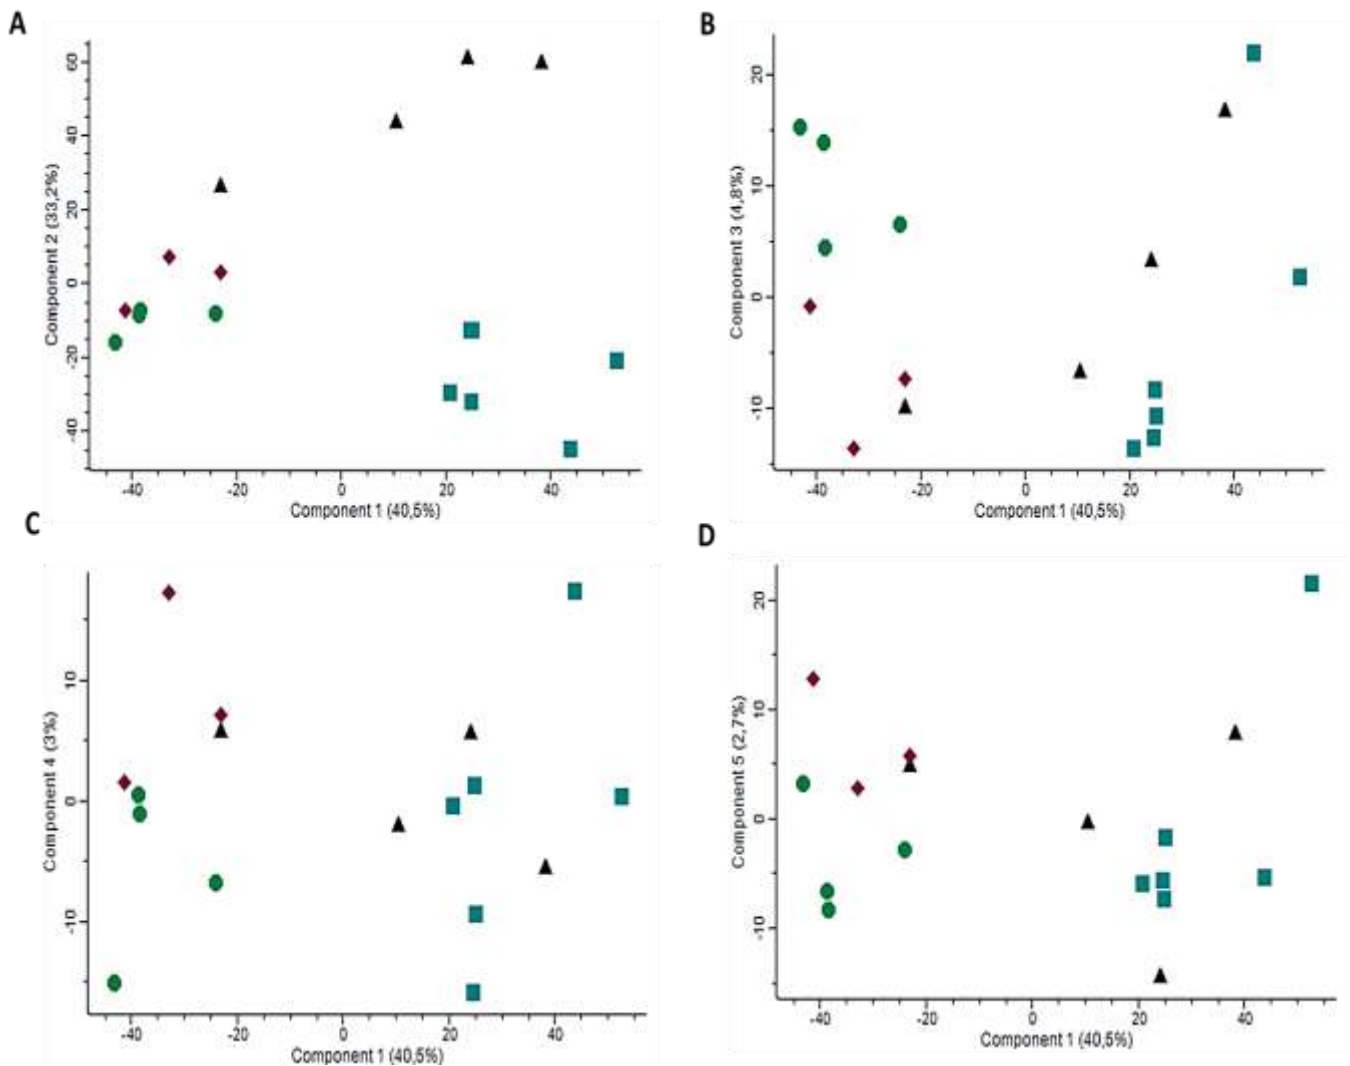 A
60
40
20
0
-20
-40
Component 2 (33,2%)
-40 -20 0 20 40
Component 1 (40,5%)
B
20
10
0
-10
Component 3 (4,8%)
-40 -20 0 20 40
Component 1 (40,5%)
C
10
0
-10
Component 4 (3%)
-40 -20 0 20 40
Component 1 (40,5%)
D
20
10
0
-10
Component 5 (2,7%)
-40 -20 0 20 40
Component 1 (40,5%)